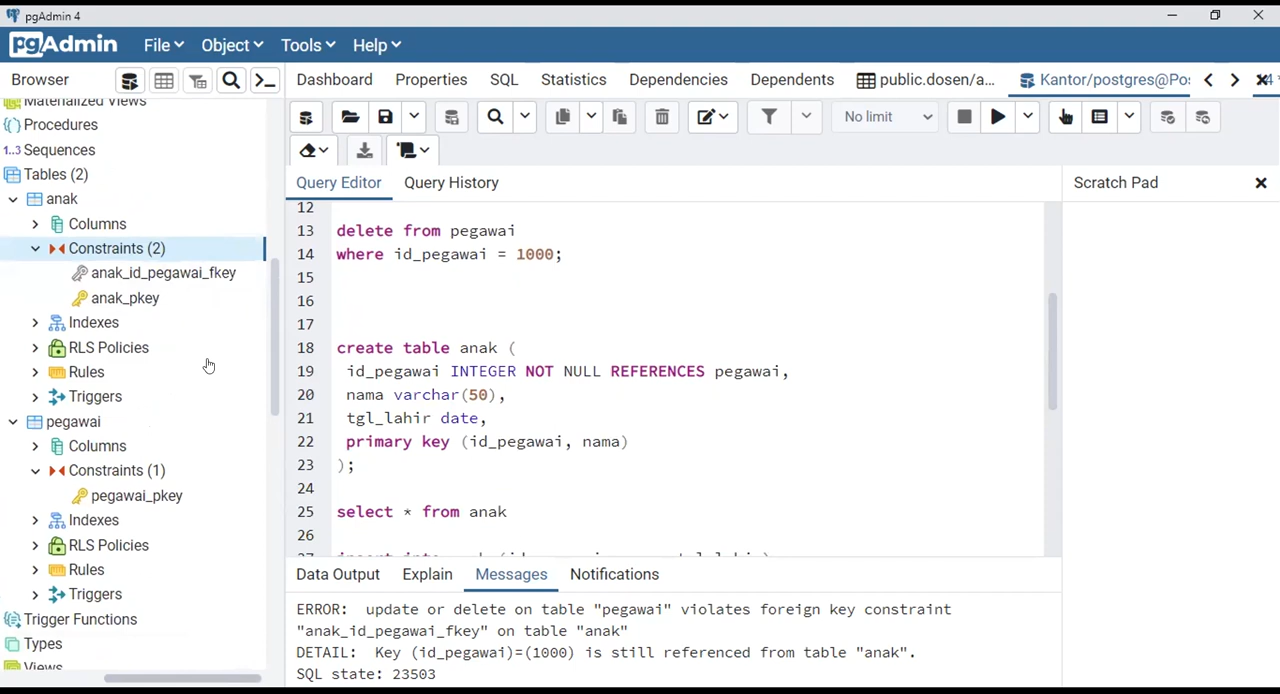 pgAdmin 4
pgAdmin File Object Tools Help
Browser
Dashboard Properties SQL Statistics Dependencies Dependents public.dosen/a... Kantor/postgres@Po
No limit
Materialized Views
Procedures
1..3 Sequences
Tables (2)
anak
Columns
Constraints (2)
anak_id_pegawai_fkey
anak_pkey
Indexes
RLS Policies
Rules
Triggers
pegawai
Columns
Constraints (1)
pegawai_pkey
Indexes
RLS Policies
Rules
Triggers
Trigger Functions
Types
Views
Query Editor Query History
Scratch Pad
12
13 delete from pegawai
14 where id_pegawai = 1000;
15
16
17
18 create table anak (
19 id_pegawai INTEGER NOT NULL REFERENCES pegawai,
20 nama varchar(50),
21 tgl_lahir date,
22 primary key (id_pegawai, nama)
23 );
24
25 select * from anak
26
Data Output Explain Messages Notifications
ERROR: update or delete on table "pegawai" violates foreign key constraint
"anak_id_pegawai_fkey" on table "anak"
DETAIL: Key (id_pegawai)=(1000) is still referenced from table "anak".
SQL state: 23503